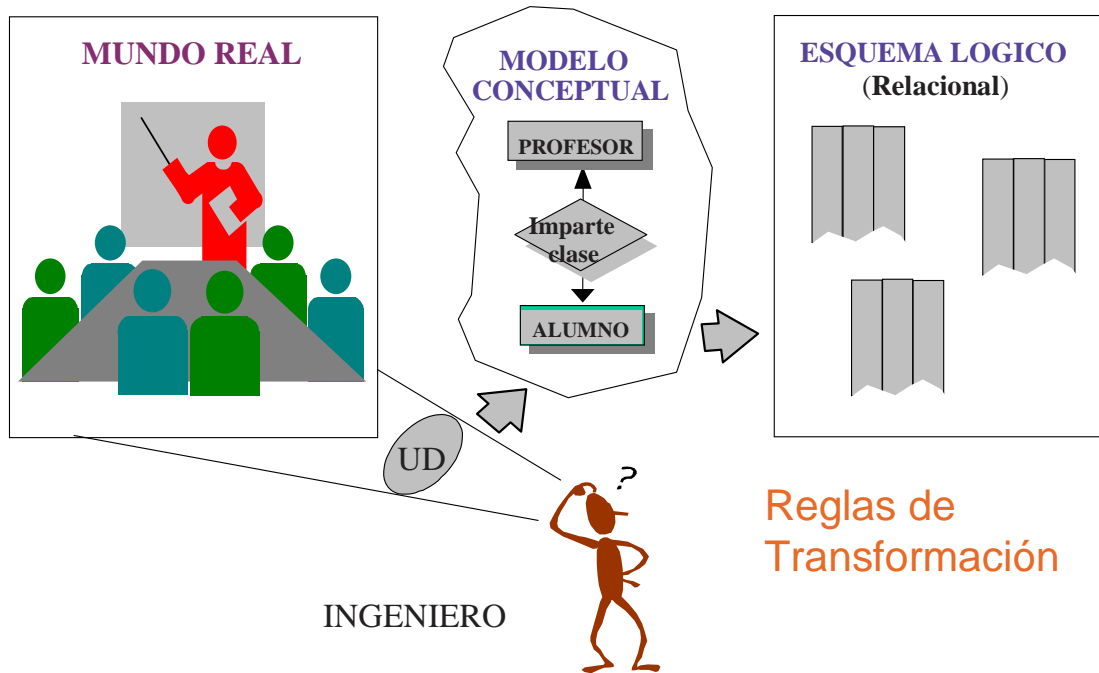 MUNDO REAL
MODELO
CONCEPTUAL
PROFESOR
Imparte
clase
ALUMNO
ESQUEMA LOGICO
(Relacional)
UD
?
INGENIERO
Reglas de
Transformación